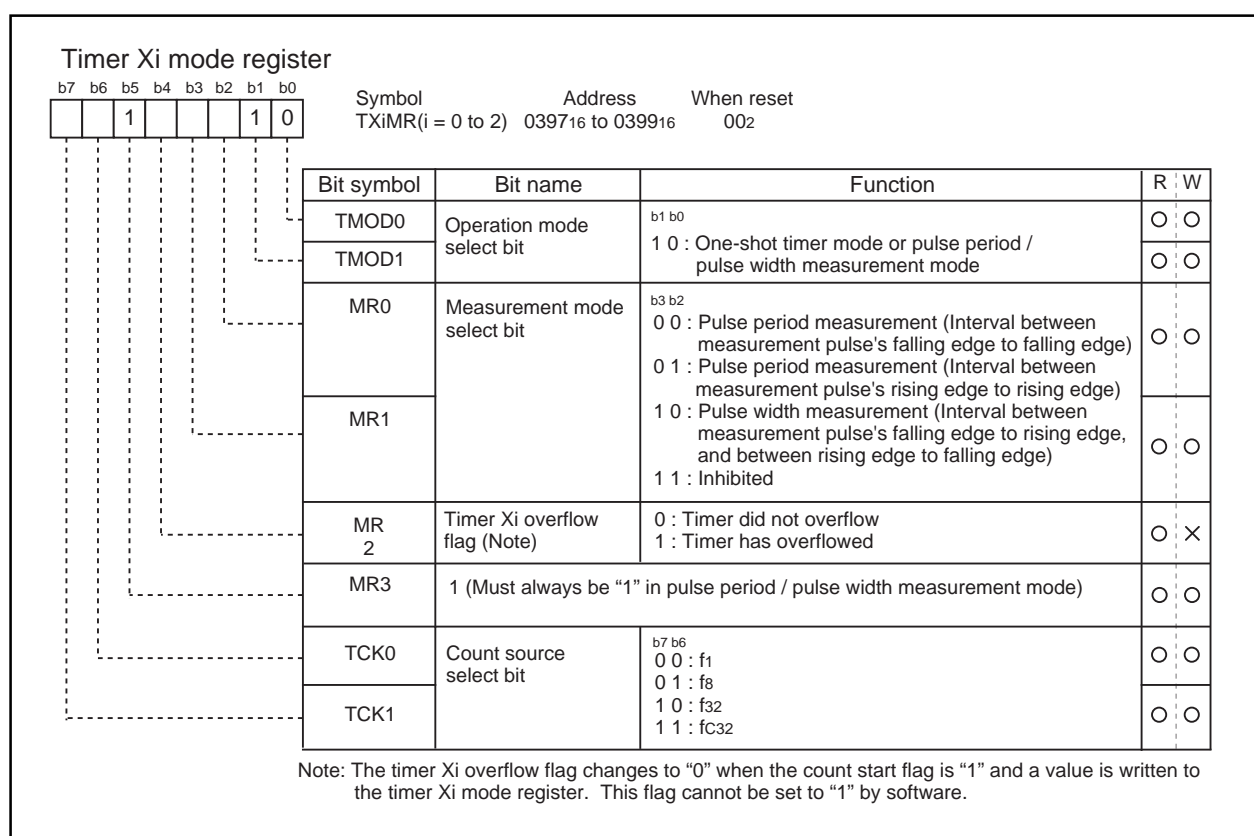 Timer Xi mode register
b7 b6 b5 b4 b3 b2 b1 b0
1 1 0
Symbol Address When reset
TXiMR(i = 0 to 2) 039716 to 039916 002
Bit symbol Bit name Function R W
TMOD0 Operation mode select bit b1 b0
1 0 : One-shot timer mode or pulse period /
pulse width measurement mode
TMOD1
MR0 Measurement mode select bit b3 b2
0 0 : Pulse period measurement (Interval between
measurement pulse's falling edge to falling edge)
0 1 : Pulse period measurement (Interval between
measurement pulse's rising edge to rising edge)
MR1 1 0 : Pulse width measurement (Interval between
measurement pulse's falling edge to rising edge,
and between rising edge to falling edge)
1 1 : Inhibited
MR 2 Timer Xi overflow flag (Note) 0 : Timer did not overflow
1 : Timer has overflowed
MR3 1 (Must always be “1” in pulse period / pulse width measurement mode)
TCK0 Count source select bit b7 b6
0 0 : f1
0 1 : f8
TCK1 1 0 : f32
1 1 : fC32
Note: The timer Xi overflow flag changes to “0” when the count start flag is “1” and a value is written to
the timer Xi mode register. This flag cannot be set to “1” by software.